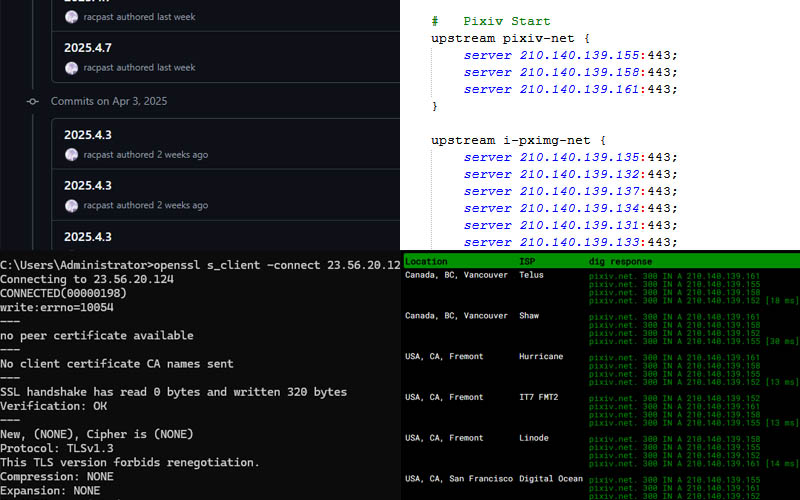 racpast authored last week
2025.4.7
racpast authored last week
Commits on Apr 3, 2025
2025.4.3
racpast authored 2 weeks ago
2025.4.3
racpast authored 2 weeks ago
2025.4.3
# Pixiv Start
upstream pixiv-net {
server 210.140.139.155:443;
server 210.140.139.158:443;
server 210.140.139.161:443;
}
upstream i-pximg-net {
server 210.140.139.135:443;
server 210.140.139.132:443;
server 210.140.139.137:443;
server 210.140.139.134:443;
server 210.140.139.131:443;
server 210.140.139.133:443;
C:\Users\Administrator>openssl s_client -connect 23.56.20.12
Connecting to 23.56.20.124
CONNECTED(00000198)
write:errno=10054
---
no peer certificate available
---
No client certificate CA names sent
---
SSL handshake has read 0 bytes and written 320 bytes
Verification: OK
---
New, (NONE), Cipher is (NONE)
Protocol: TLSv1.3
This TLS version forbids renegotiation.
Compression: NONE
Expansion: NONE
Location ISP dig response
Canada, BC, Vancouver Telus pixiv.net. 300 IN A 210.140.139.161
pixiv.net. 300 IN A 210.140.139.155
pixiv.net. 300 IN A 210.140.139.158
pixiv.net. 300 IN A 210.140.139.152 [18 ms]
Canada, BC, Vancouver Shaw pixiv.net. 300 IN A 210.140.139.161
pixiv.net. 300 IN A 210.140.139.158
pixiv.net. 300 IN A 210.140.139.152
pixiv.net. 300 IN A 210.140.139.155 [30 ms]
USA, CA, Fremont Hurricane pixiv.net. 300 IN A 210.140.139.161
pixiv.net. 300 IN A 210.140.139.158
pixiv.net. 300 IN A 210.140.139.155
pixiv.net. 300 IN A 210.140.139.152 [13 ms]
USA, CA, Fremont IT7 FMT2 pixiv.net. 300 IN A 210.140.139.152
pixiv.net. 300 IN A 210.140.139.161
pixiv.net. 300 IN A 210.140.139.158
pixiv.net. 300 IN A 210.140.139.155 [13 ms]
USA, CA, Fremont Linode pixiv.net. 300 IN A 210.140.139.158
pixiv.net. 300 IN A 210.140.139.155
pixiv.net. 300 IN A 210.140.139.152
pixiv.net. 300 IN A 210.140.139.161 [14 ms]
USA, CA, San Francisco Digital Ocean pixiv.net. 300 IN A 210.140.139.155
pixiv.net. 300 IN A 210.140.139.161
pixiv.net. 300 IN A 210.140.139.152